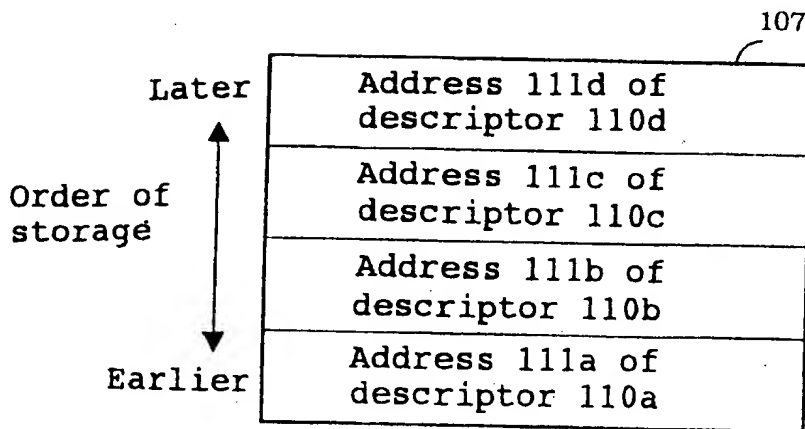 107
Later
Address 111d of
descriptor 110d
Address 111c of
descriptor 110c
Order of
storage
Address 111b of
descriptor 110b
Earlier
Address 111a of
descriptor 110a